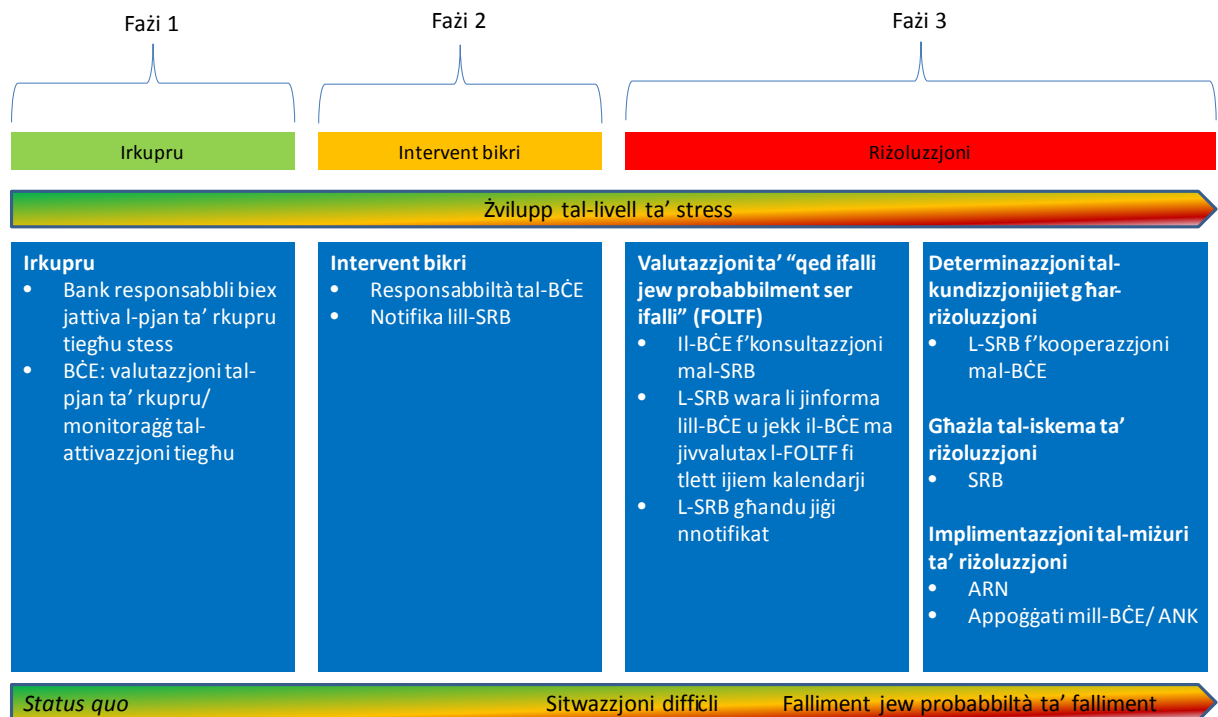 Fażi 1
Fażi 2
Fażi 3
Irkupru
Intervent bikri
Riżoluzzjoni
Żvilupp tal-livell ta’ stress
Irkupru
• Bank responsabbli biex
jattiva l-pjan ta’ rkupru
tiegħu stess
• BĊE: valutazzjoni tal-
pjan ta’ rkupru/
monitoraġġ tal-
attivazzjoni tiegħu
Intervent bikri
• Responsabbiltà tal-BĊE
• Notifika lill-SRB
Valutazzjoni ta’ “qed ifalli
jew probabbilment ser
ifalli” (FOLTF)
• Il-BĊE f’konsultazzjoni
mal-SRB
• L-SRB wara li jinforma
lill-BĊE u jekk il-BĊE ma
jivvalutax l-FOLTF fi
tlett ijiem kalendarji
• L-SRB għandu jiġi
nnotifikat
Determinazzjoni tal-
kundizzjonijiet għar-
riżoluzzjoni
• L-SRB f’kooperazzjoni
mal-BĊE
Għażla tal-iskema ta’
riżoluzzjoni
• SRB
Implimentazzjoni tal-miżuri
ta’ riżoluzzjoni
• ARN
• Appoġġati mill-BĊE/ ANK
Status quo
Sitwazzjoni diffiċli
Falliment jew probabbiltà ta’ falliment